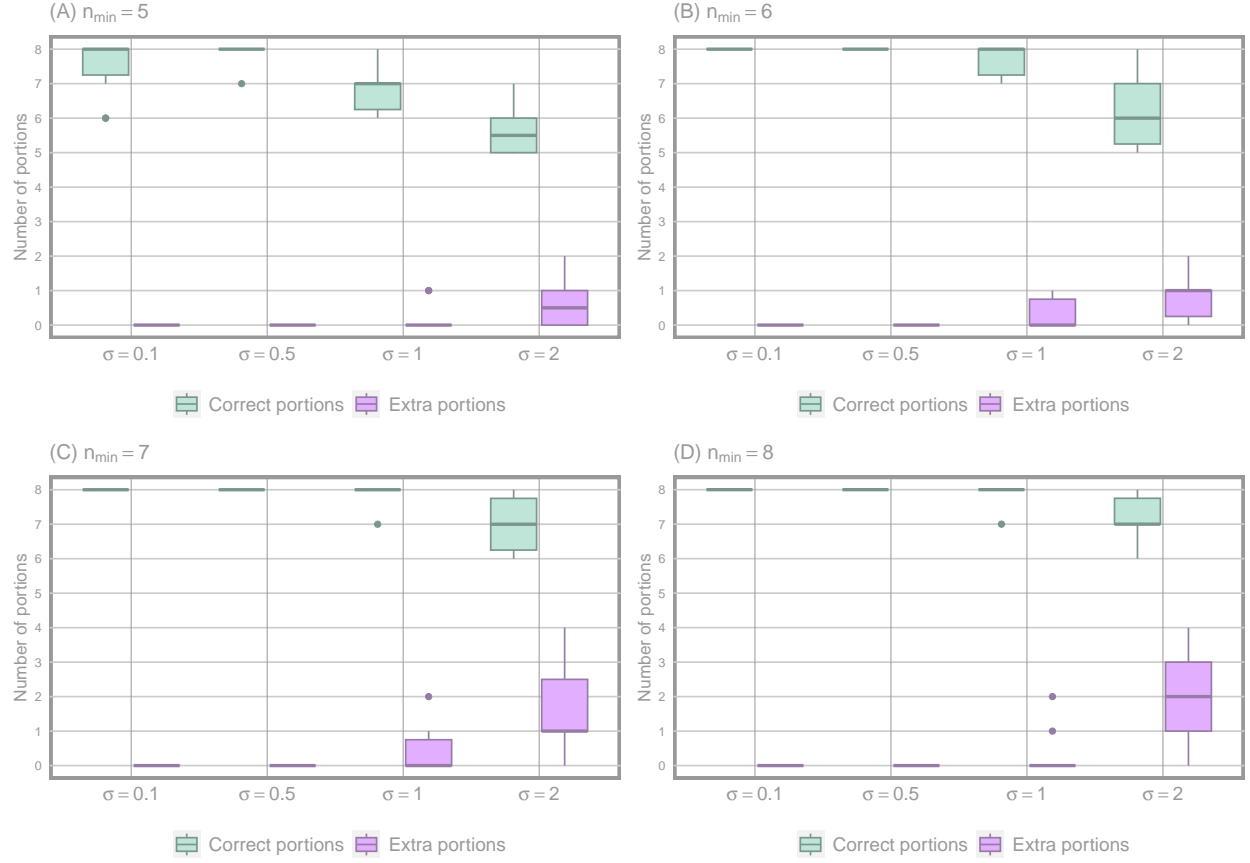 (A) nmin = 5
Number of portions
8
7
6
5
4
3
2
1
0
σ = 0.1
σ = 0.5
σ = 1
σ = 2
Correct portions
Extra portions
(B) nmin = 6
Number of portions
8
7
6
5
4
3
2
1
0
σ = 0.1
σ = 0.5
σ = 1
σ = 2
Correct portions
Extra portions
(C) nmin = 7
Number of portions
8
7
6
5
4
3
2
1
0
σ = 0.1
σ = 0.5
σ = 1
σ = 2
Correct portions
Extra portions
(D) nmin = 8
Number of portions
8
7
6
5
4
3
2
1
0
σ = 0.1
σ = 0.5
σ = 1
σ = 2
Correct portions
Extra portions